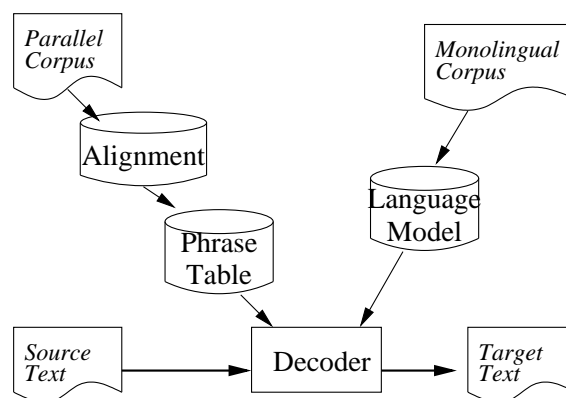 Parallel
Corpus
Monolingual
Corpus
Alignment
Language
Model
Phrase
Table
Source
Text
Decoder
Target
Text